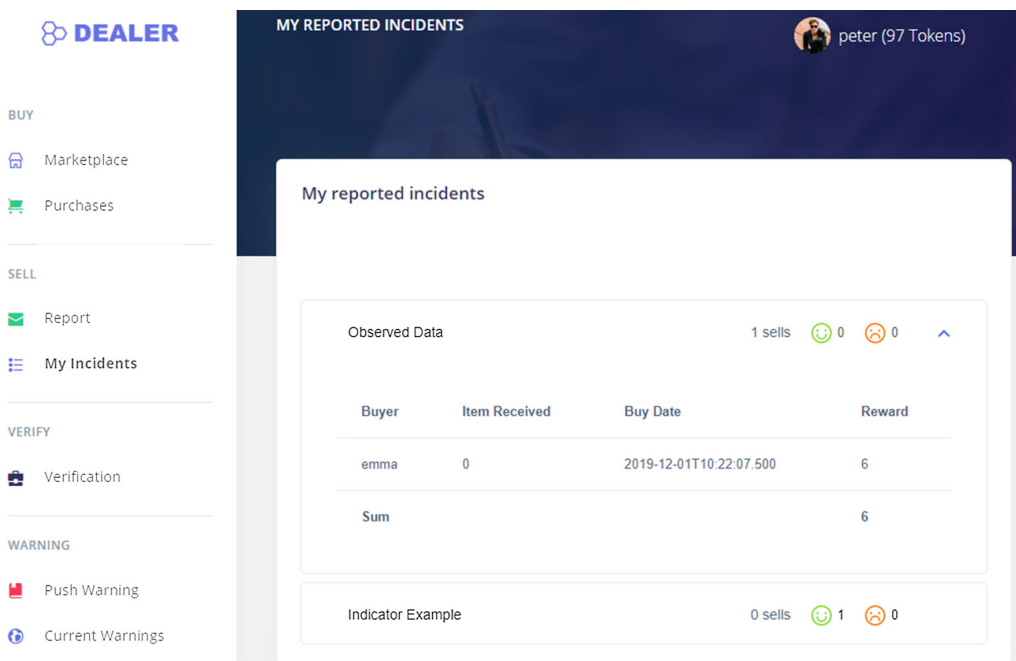 DEALER
MY REPORTED INCIDENTS
peter (97 Tokens)
BUY
Marketplace
Purchases
SELL
Report
My Incidents
VERIFY
Verification
WARNING
Push Warning
Current Warnings
My reported incidents
Observed Data 1 sells 0 0
Buyer Item Received Buy Date Reward
emma 0 2019-12-01T10:22:07.500 6
Sum 6
Indicator Example 0 sells 1 0